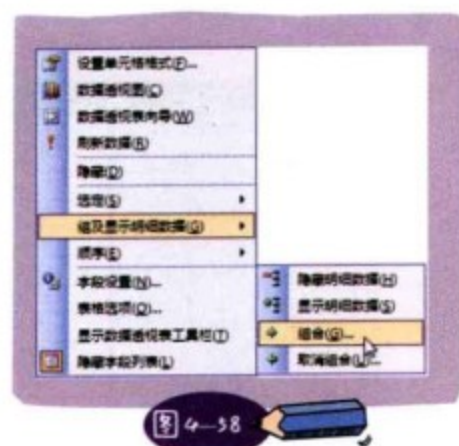 设置单元格格式(F)...
数据透视图(C)
数据透视表向导(W)
刷新数据(R)
隐藏(D)
选定(S)
组及显示明细数据(G)
顺序(E)
字段设置(N)...
表格选项(O)...
显示数据透视表工具栏(T)
隐藏字段列表(L)
隐藏明细数据(H)
显示明细数据(S)
组合(G)...
取消组合(U)...
图 4—58